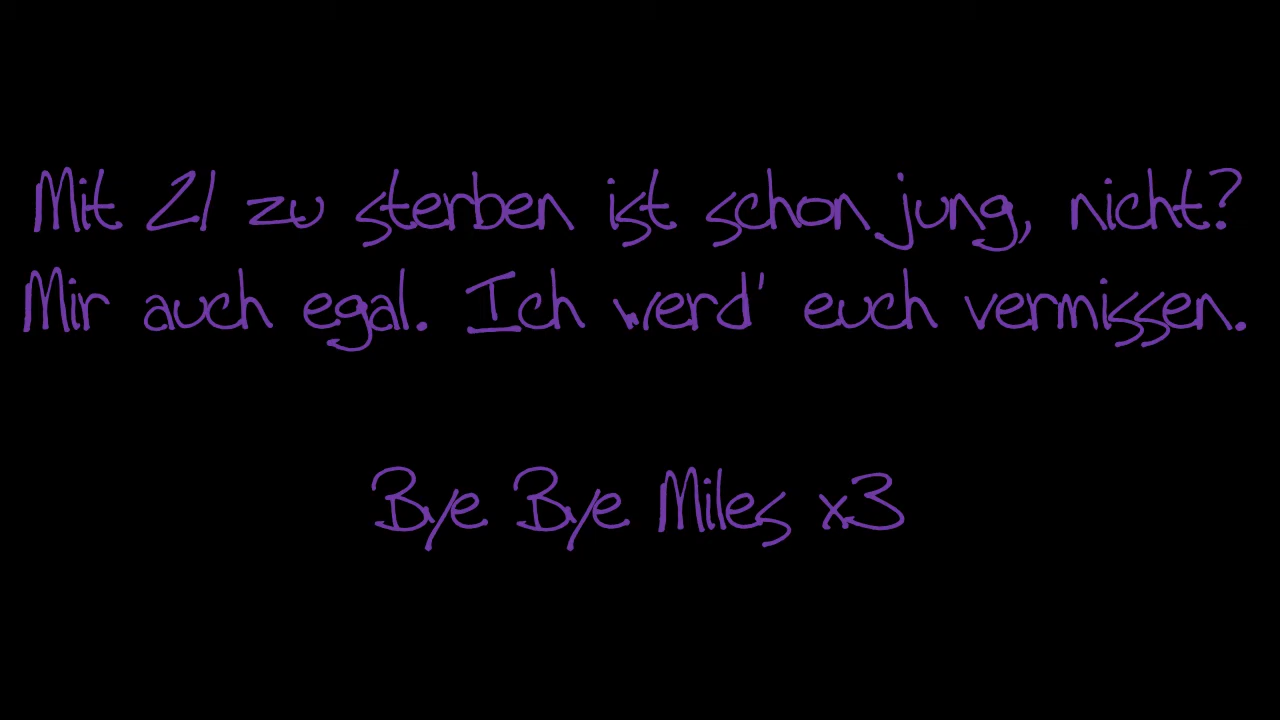 Mit 21 zu sterben ist schon jung, nicht?
Mir auch egal. Ich werd' euch vermissen.
Bye Bye Miles x3